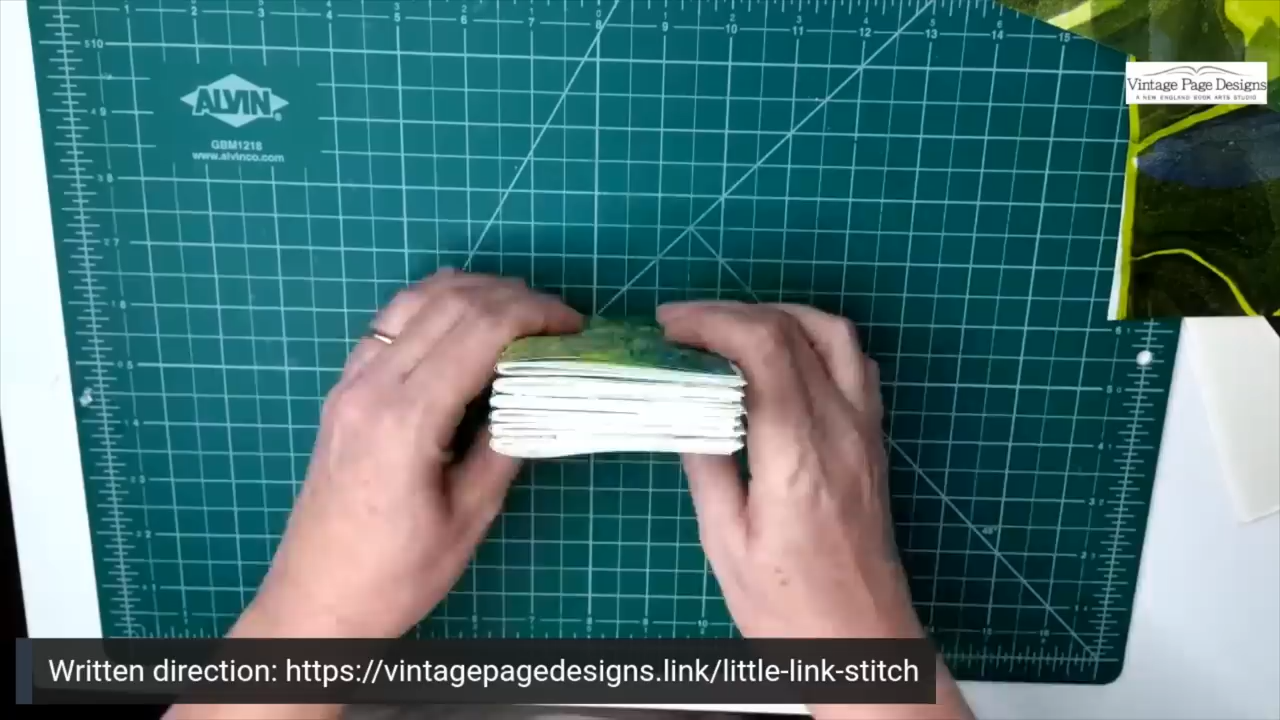 ALVIN®
GBM1218
www.alvinco.com
Vintage Page Designs
A NEW ENGLAND BOOK ARTS STUDIO
Written direction: https://vintagepagedesigns.link/little-link-stitch